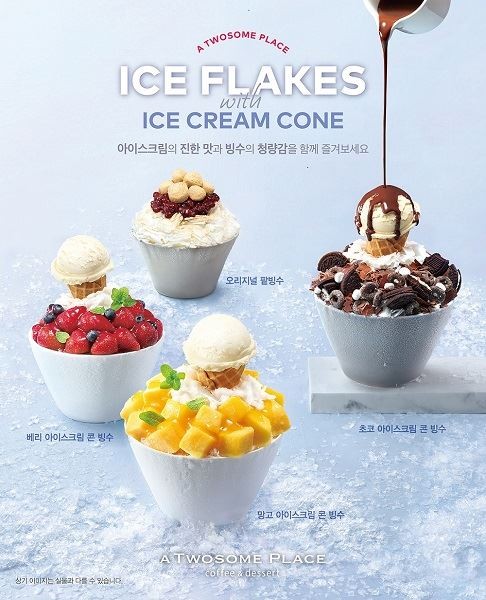 A TWOSOME PLACE
ICE FLAKES
with
ICE CREAM CONE
아이스크림의 진한 맛과 빙수의 청량감을 함께 즐겨보세요
오리지널 팥빙수
베리 아이스크림 콘 빙수
초코 아이스크림 콘 빙수
망고 아이스크림 콘 빙수
A TWOSOME PLACE
coffee & dessert
상기 이미지는 실물과 다를 수 있습니다.